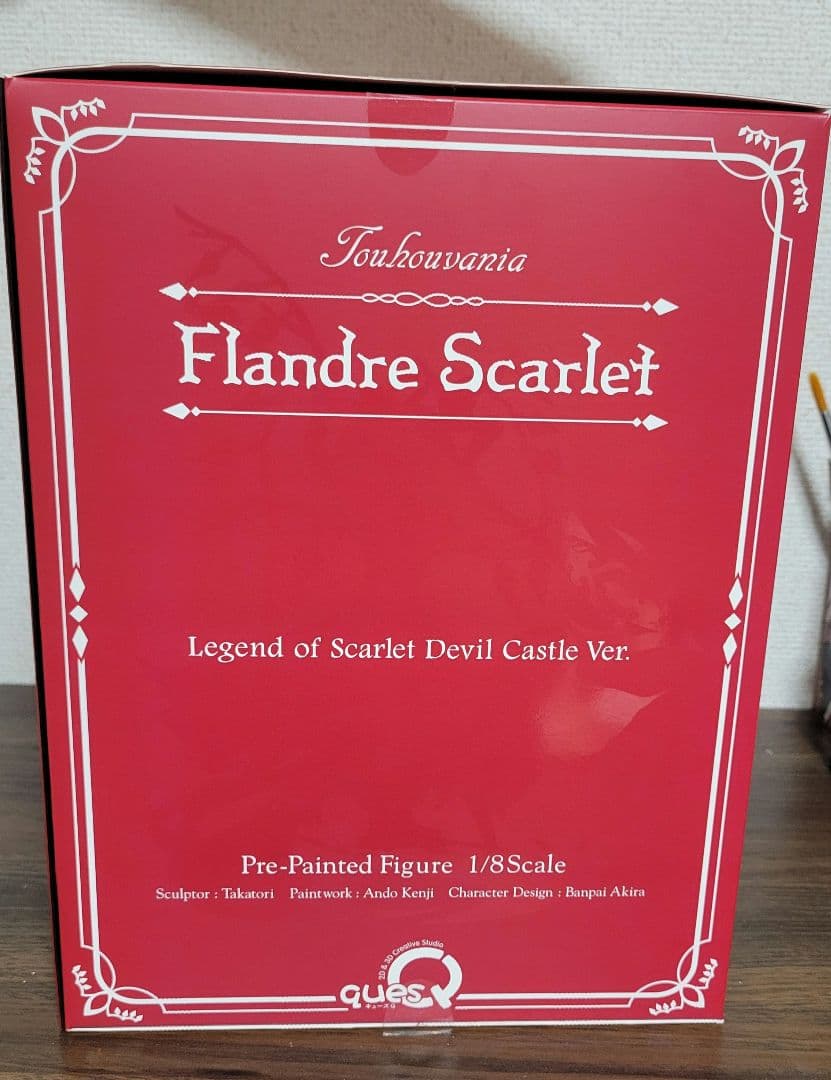 Touhouvania
Flandre Scarlet
Legend of Scarlet Devil Castle Ver.
Pre-Painted Figure 1/8Scale
Sculptor : Takatori Paintwork : Ando Kenji Character Design : Banpai Akira
2D & 3D Creative Studio
quesQ
キューズQ